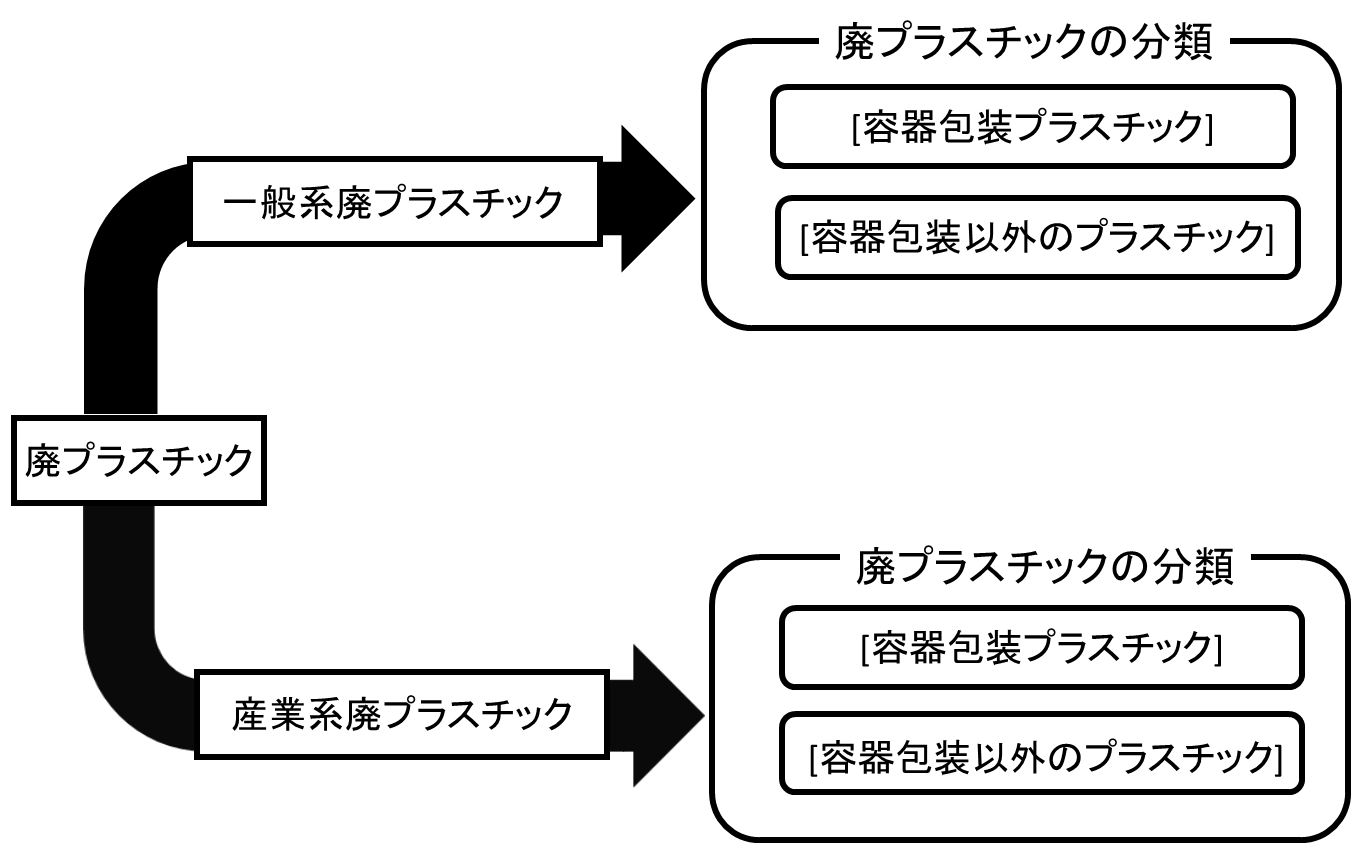 廃プラスチックの分類
[容器包装プラスチック]
一般系廃プラスチック
[容器包装以外のプラスチック]
廃プラスチック
廃プラスチックの分類
[容器包装プラスチック]
産業系廃プラスチック
[容器包装以外のプラスチック]